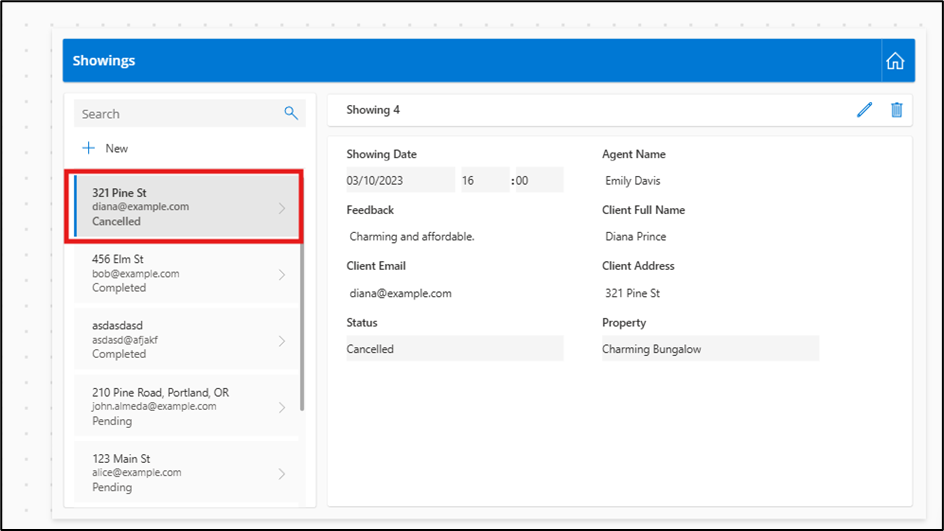 Showings
Search
New
321 Pine St
diana@example.com
Cancelled
456 Elm St
bob@example.com
Completed
asdasdasd
asdasd@afjakf
Completed
210 Pine Road, Portland, OR
john.almeda@example.com
Pending
123 Main St
alice@example.com
Pending
Showing 4
Showing Date
03/10/2023 16 :00
Feedback
Charming and affordable.
Client Email
diana@example.com
Status
Cancelled
Agent Name
Emily Davis
Client Full Name
Diana Prince
Client Address
321 Pine St
Property
Charming Bungalow